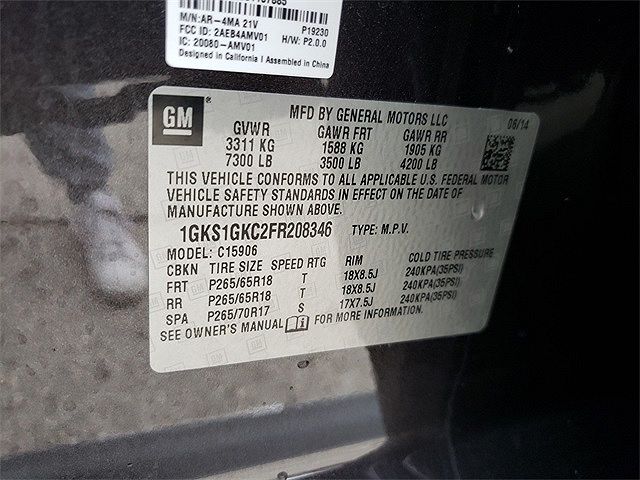 M/N: AR-4MA 21V P19230
FCC ID: 2AEB4AMV01 H/W: P2.0.0
IC: 20080-AMV01
Designed in California | Assembled in China
GM ®
MFD BY GENERAL MOTORS LLC 06/14
GVWR GAWR FRT GAWR RR
3311 KG 1588 KG 1905 KG
7300 LB 3500 LB 4200 LB
THIS VEHICLE CONFORMS TO ALL APPLICABLE U.S. FEDERAL MOTOR
VEHICLE SAFETY STANDARDS IN EFFECT ON THE DATE OF
MANUFACTURE SHOWN ABOVE.
1GKS1GKC2FR208346 TYPE: M.P.V.
MODEL: C15906
CBKN TIRE SIZE SPEED RTG RIM COLD TIRE PRESSURE
FRT P265/65R18 T 18X8.5J 240KPA(35PSI)
RR P265/65R18 T 18X8.5J 240KPA(35PSI)
SPA P265/70R17 S 17X7.5J 240KPA(35PSI)
SEE OWNER'S MANUAL FOR MORE INFORMATION.